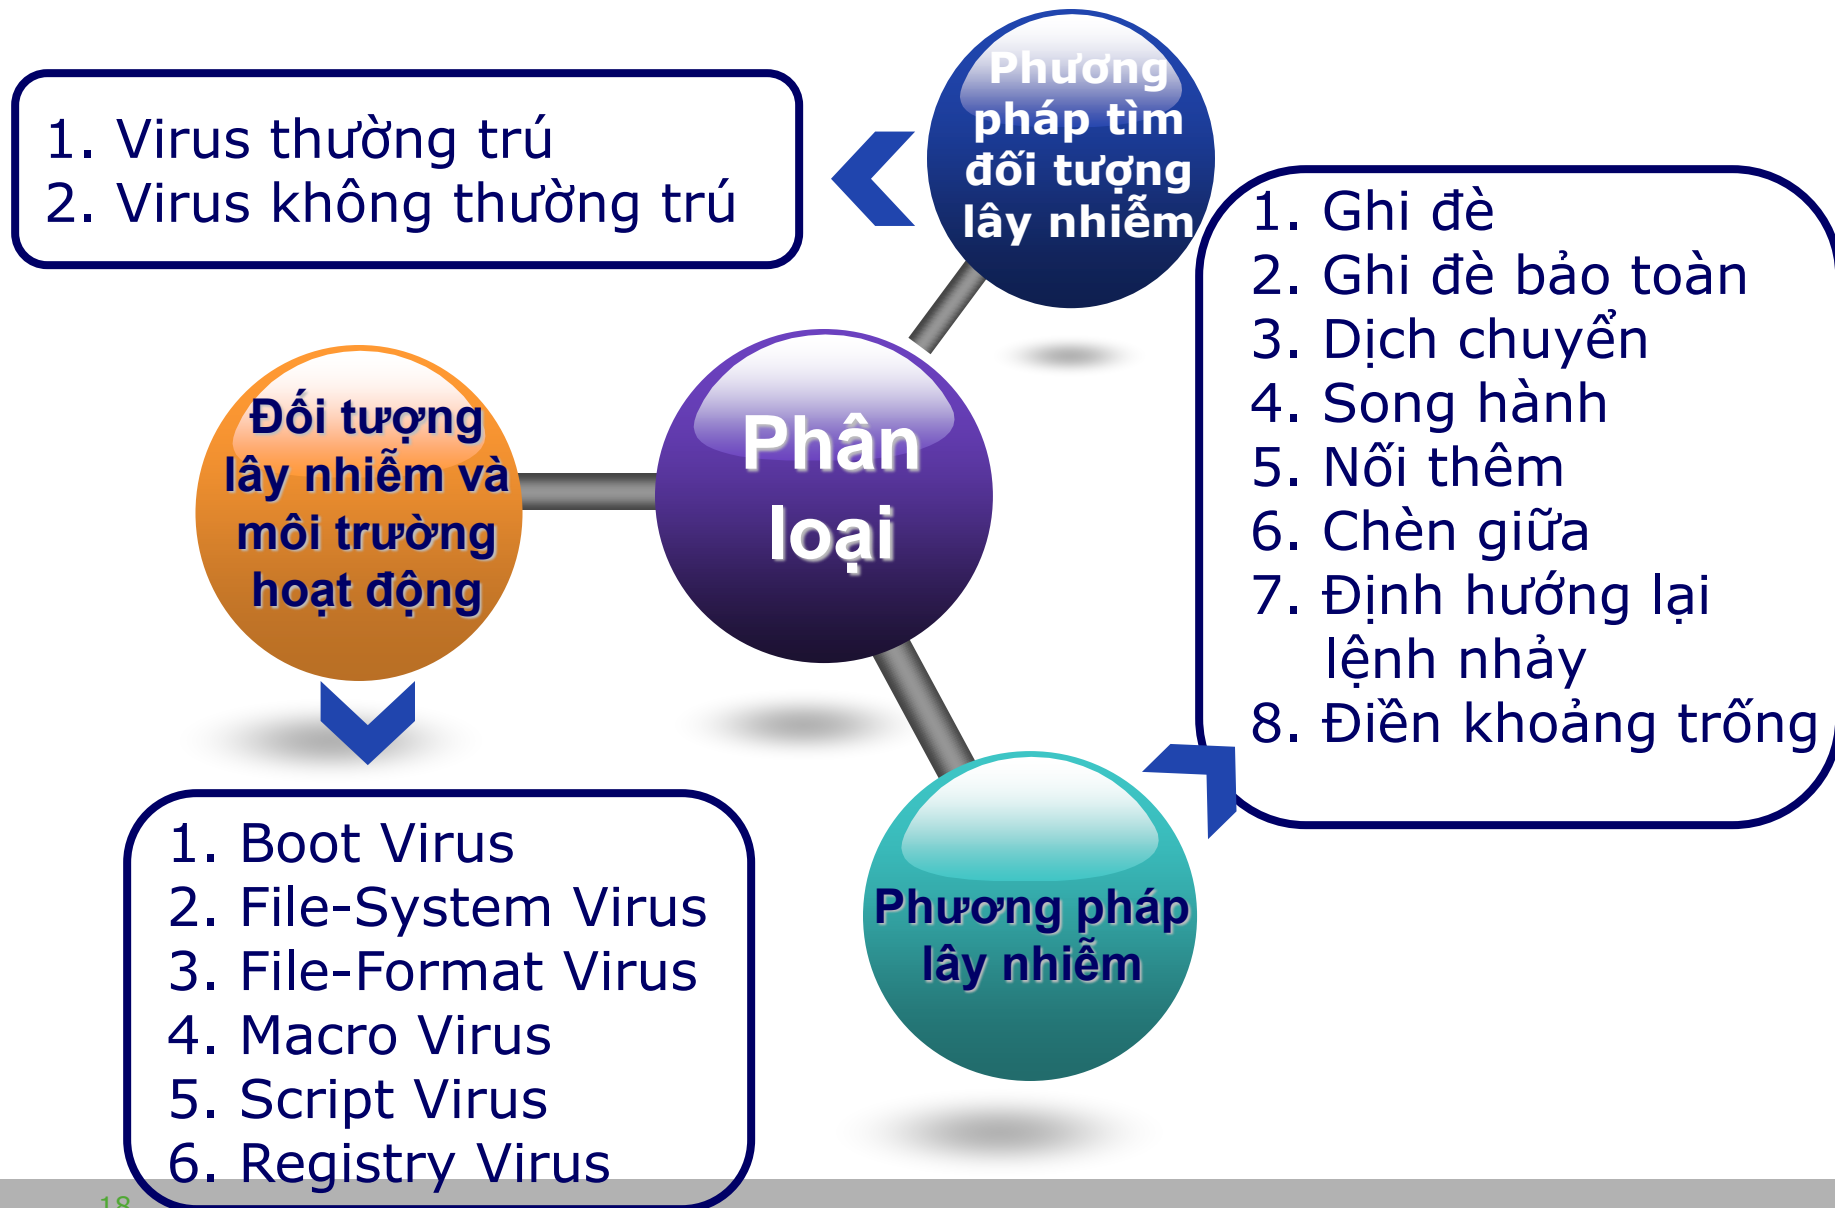 Phương
pháp tìm
đối tượng
lây nhiễm
1. Virus thường trú
2. Virus không thường trú
1. Ghi đè
2. Ghi đè bảo toàn
3. Dịch chuyển
4. Song hành
5. Nối thêm
6. Chèn giữa
7. Định hướng lại
lệnh nhảy
8. Điền khoảng trống
Đối tượng
lây nhiễm và
môi trường
hoạt động
Phân
loại
1. Boot Virus
2. File-System Virus
3. File-Format Virus
4. Macro Virus
5. Script Virus
6. Registry Virus
Phương pháp
lây nhiễm
18